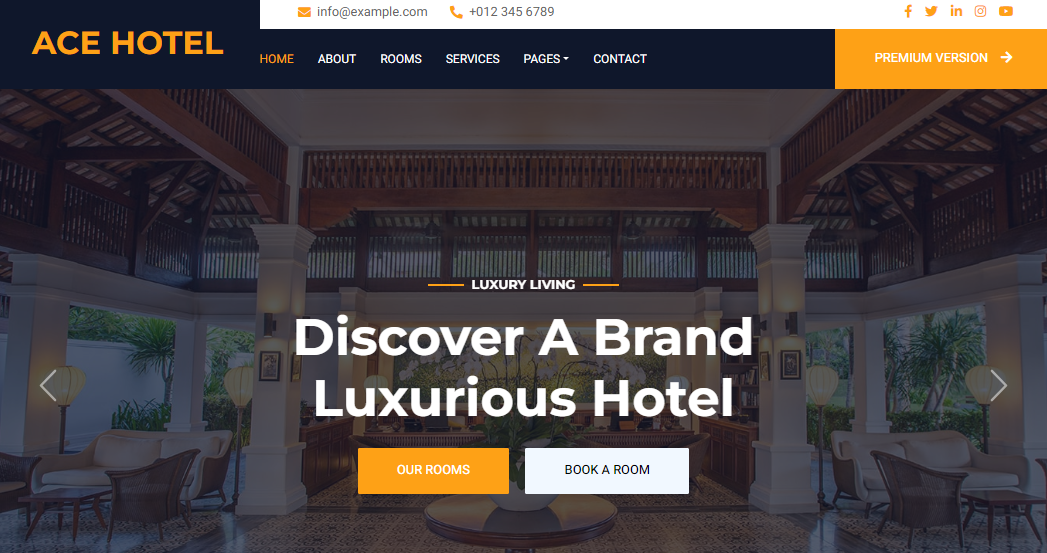 info@example.com +012 345 6789
ACE HOTEL
HOME ABOUT ROOMS SERVICES PAGES CONTACT PREMIUM VERSION
LUXURY LIVING
Discover A Brand
Luxurious Hotel
OUR ROOMS BOOK A ROOM